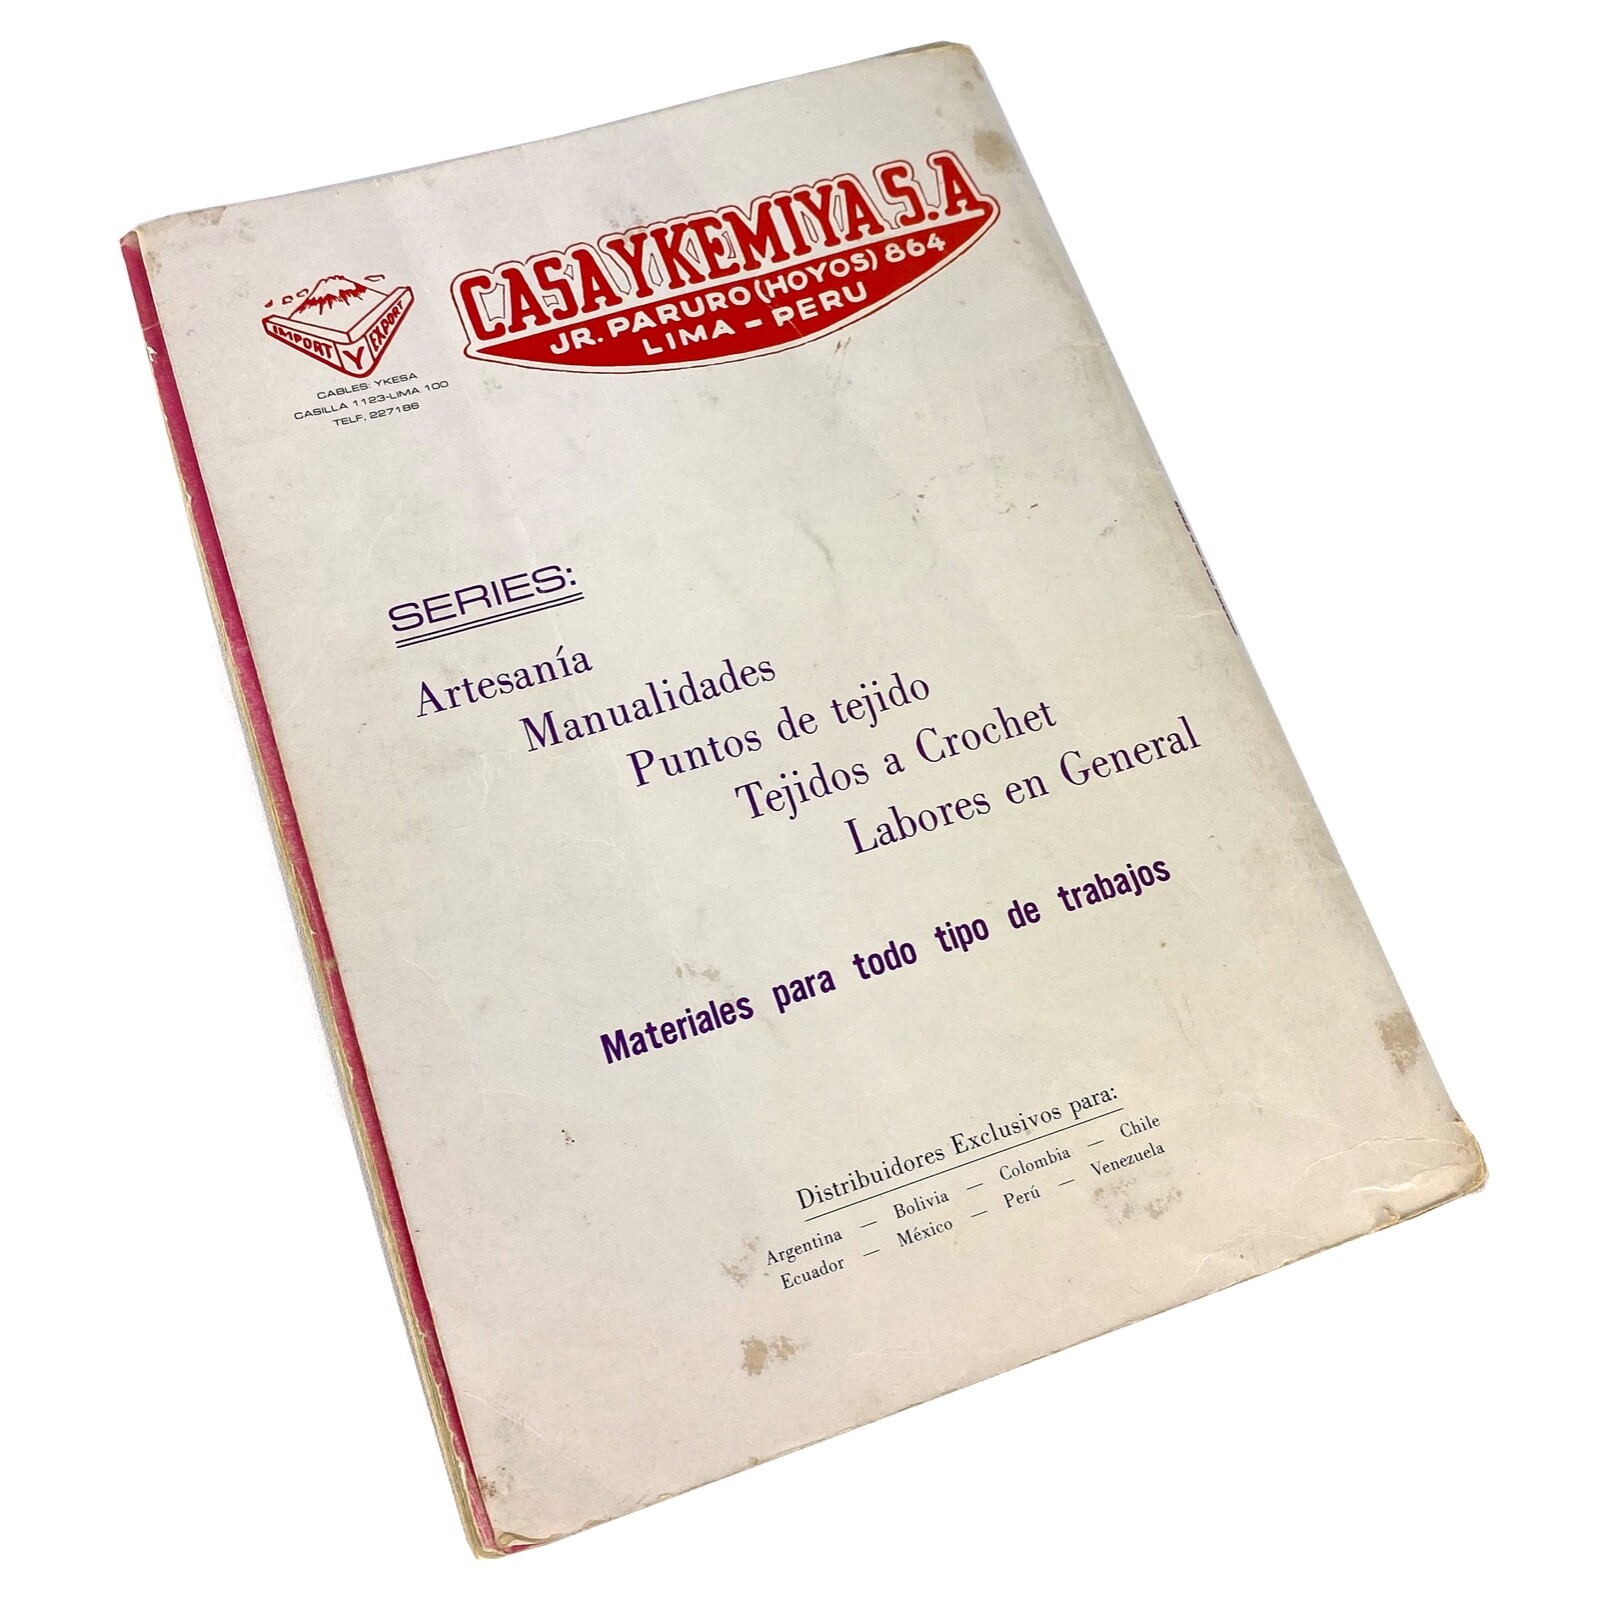 IMPORT Y EXPORT
CABLES: YKESA
CASILLA 1123-LIMA 100
TELF. 227186
CASA YKEMIYA S.A
JR. PARURO (HOYOS) 864
LIMA - PERU
SERIES:
Artesanía
Manualidades
Puntos de tejido
Tejidos a Crochet
Labores en General
Materiales para todo tipo de trabajos
Distribuidores Exclusivos para:
Argentina — Bolivia — Colombia — Chile
Ecuador — México — Perú — Venezuela